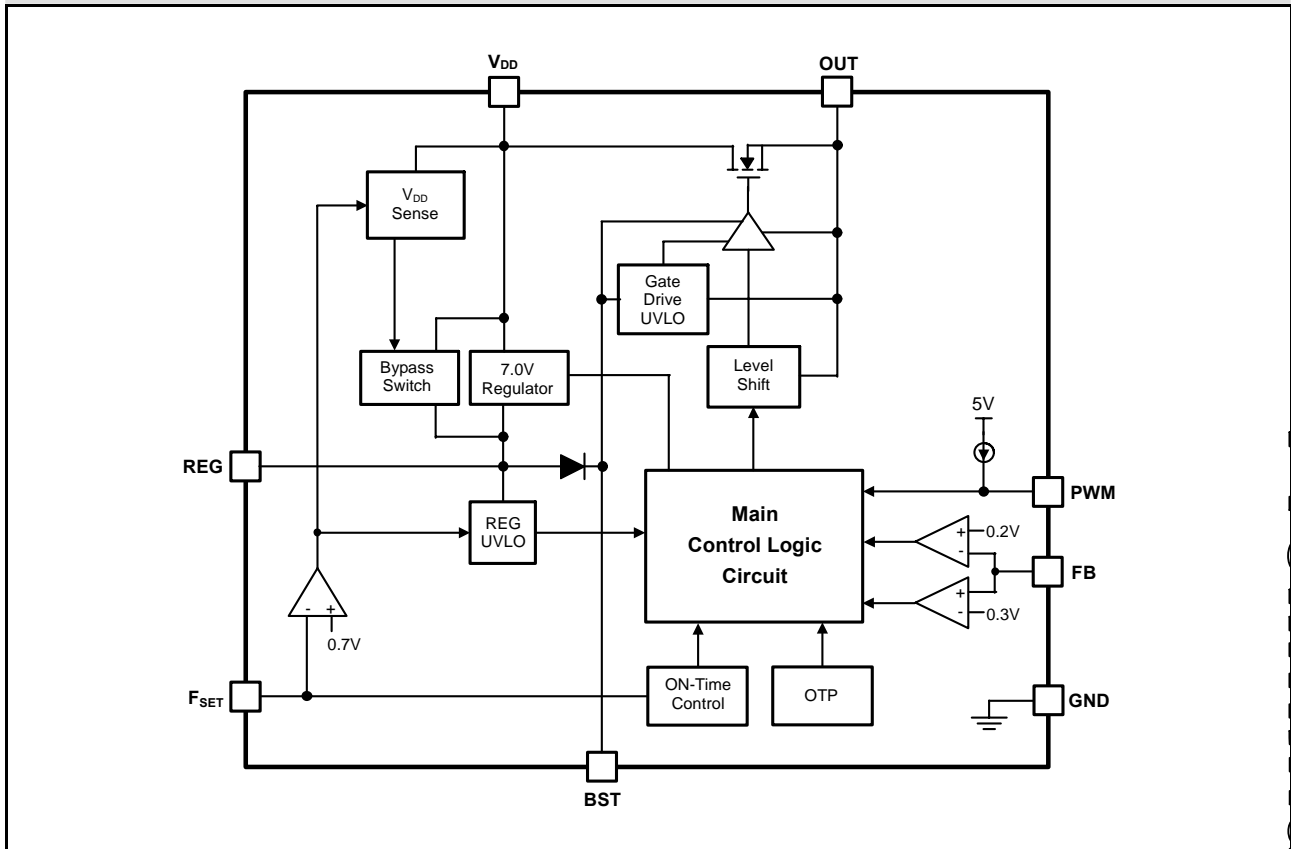 VDD
OUT
VDD
Sense
Gate
Drive
UVLO
Bypass
Switch
7.0V
Regulator
Level
Shift
5V
REG
PWM
REG
UVLO
Main
Control Logic
Circuit
+
0.2V
-
FB
+
-
0.3V
- +
0.7V
FSET
ON-Time
Control
OTP
GND
BST